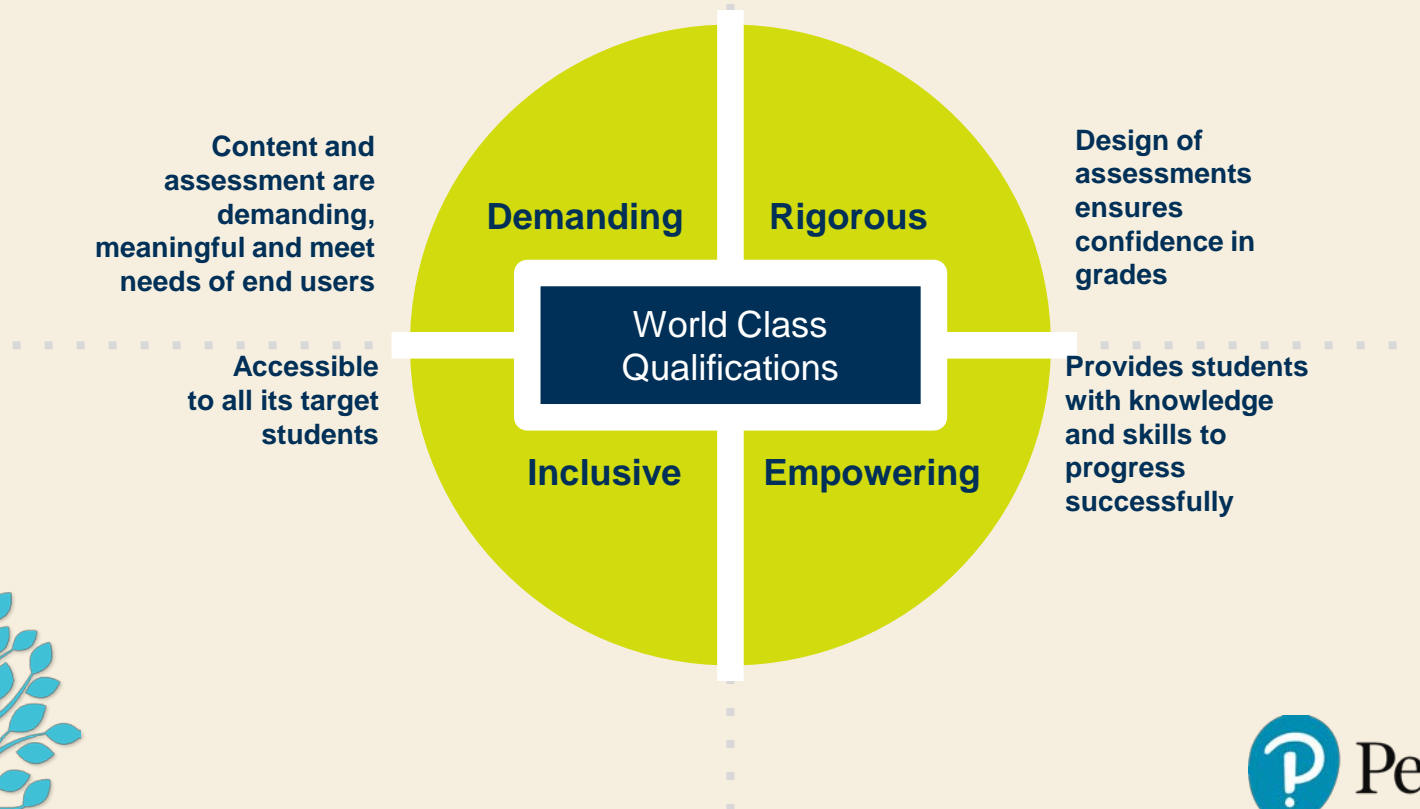 Content and
assessment are
demanding,
meaningful and meet
needs of end users
Demanding
Rigorous
Design of
assessments
ensures
confidence in
grades
World Class
Qualifications
Accessible
to all its target
students
Inclusive
Empowering
Provides students
with knowledge
and skills to
progress
successfully
P Pe